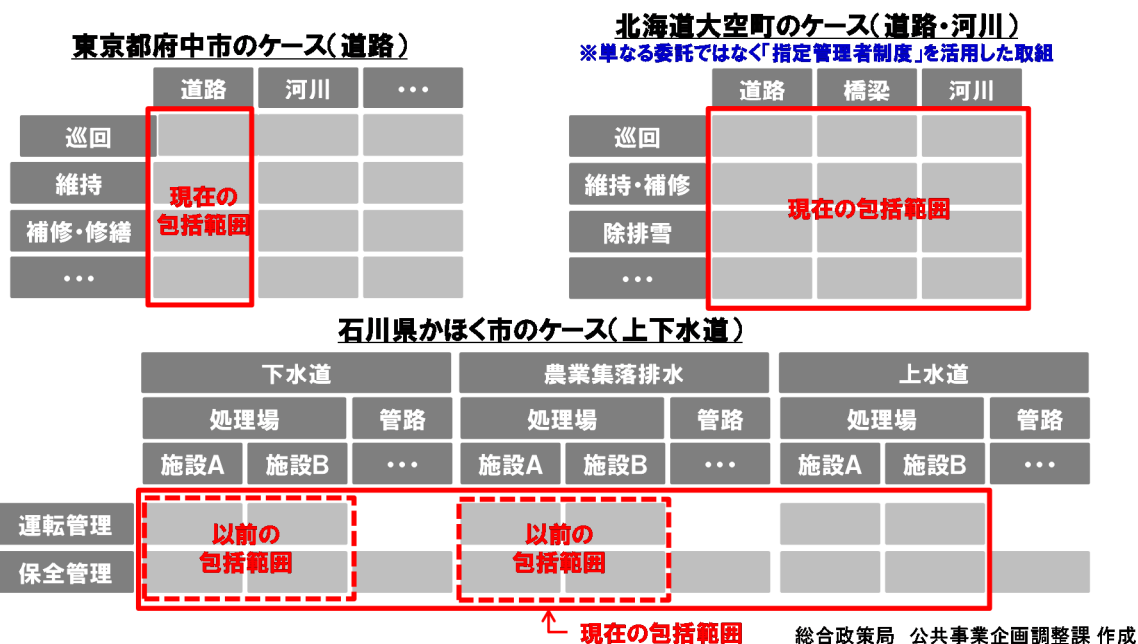 東京都府中市のケース(道路)
道路 河川 ・・・
巡回
維持
補修・修繕
・・・
現在の
包括範囲
北海道大空町のケース(道路・河川)
※単なる委託ではなく「指定管理者制度」を活用した取組
道路 橋梁 河川
巡回
維持・補修
除排雪
・・・
現在の包括範囲
石川県かほく市のケース(上下水道)
下水道 農業集落排水 上水道
処理場 管路 処理場 管路 処理場 管路
施設A 施設B ・・・ 施設A 施設B ・・・ 施設A 施設B ・・・
運転管理
保全管理
以前の
包括範囲
以前の
包括範囲
現在の包括範囲
総合政策局 公共事業企画調整課 作成